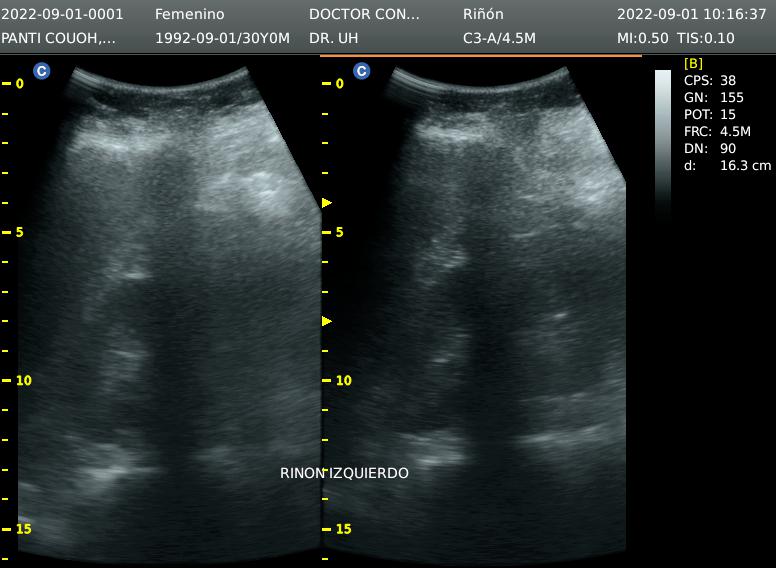 2022-09-01-0001 Femenino DOCTOR CON... Riñón 2022-09-01 10:16:37
PANTI COUOH,... 1992-09-01/30Y0M DR. UH C3-A/4.5M MI:0.50 TIS:0.10
C C
[B]
CPS: 38
GN: 155
POT: 15
FRC: 4.5M
DN: 90
d: 16.3 cm
0 0
5 5
10 10
RINON IZQUIERDO
15 15